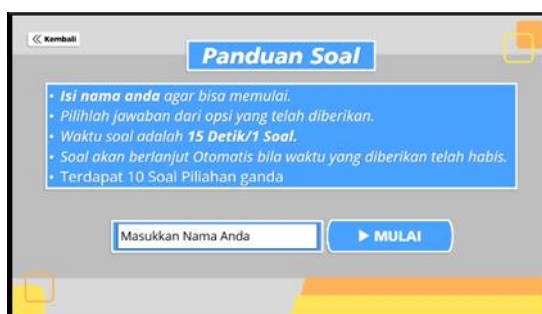 Kembali
Panduan Soal
• Isi nama anda agar bisa memulai.
• Pilihlah jawaban dari opsi yang telah diberikan.
• Waktu soal adalah 15 Detik/1 Soal.
• Soal akan berlanjut Otomatis bila waktu yang diberikan telah habis.
• Terdapat 10 Soal Piliahan ganda
Masukkan Nama Anda
MULAI